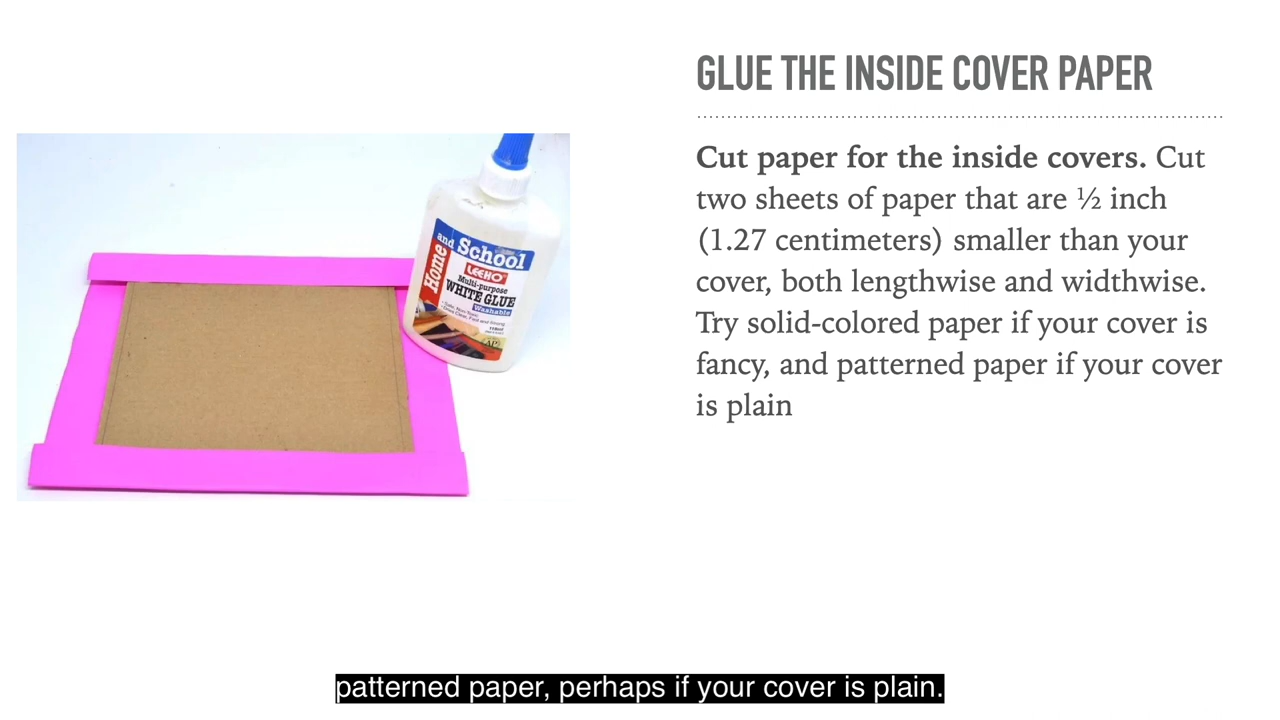 GLUE THE INSIDE COVER PAPER
Cut paper for the inside covers. Cut
two sheets of paper that are ½ inch
(1.27 centimeters) smaller than your
cover, both lengthwise and widthwise.
Try solid-colored paper if your cover is
fancy, and patterned paper if your cover
is plain
Home
and School
LEEHO
Multi-purpose
WHITE GLUE
Washable
AP
patterned paper, perhaps if your cover is plain.